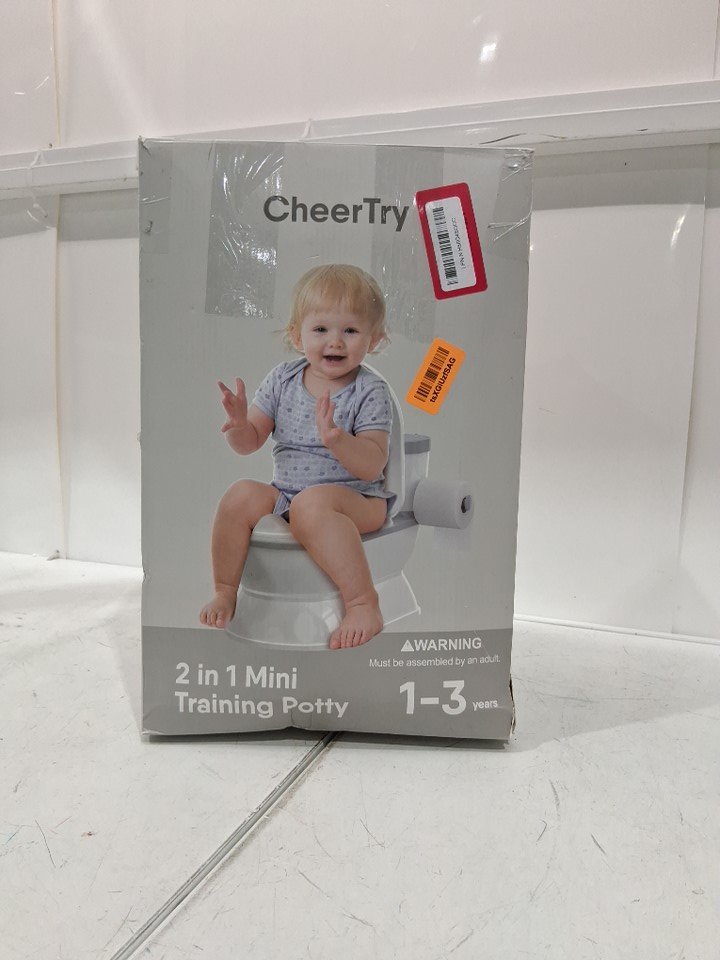 CheerTry
2 in 1 Mini
Training Potty
⚠WARNING
Must be assembled by an adult.
1-3 years